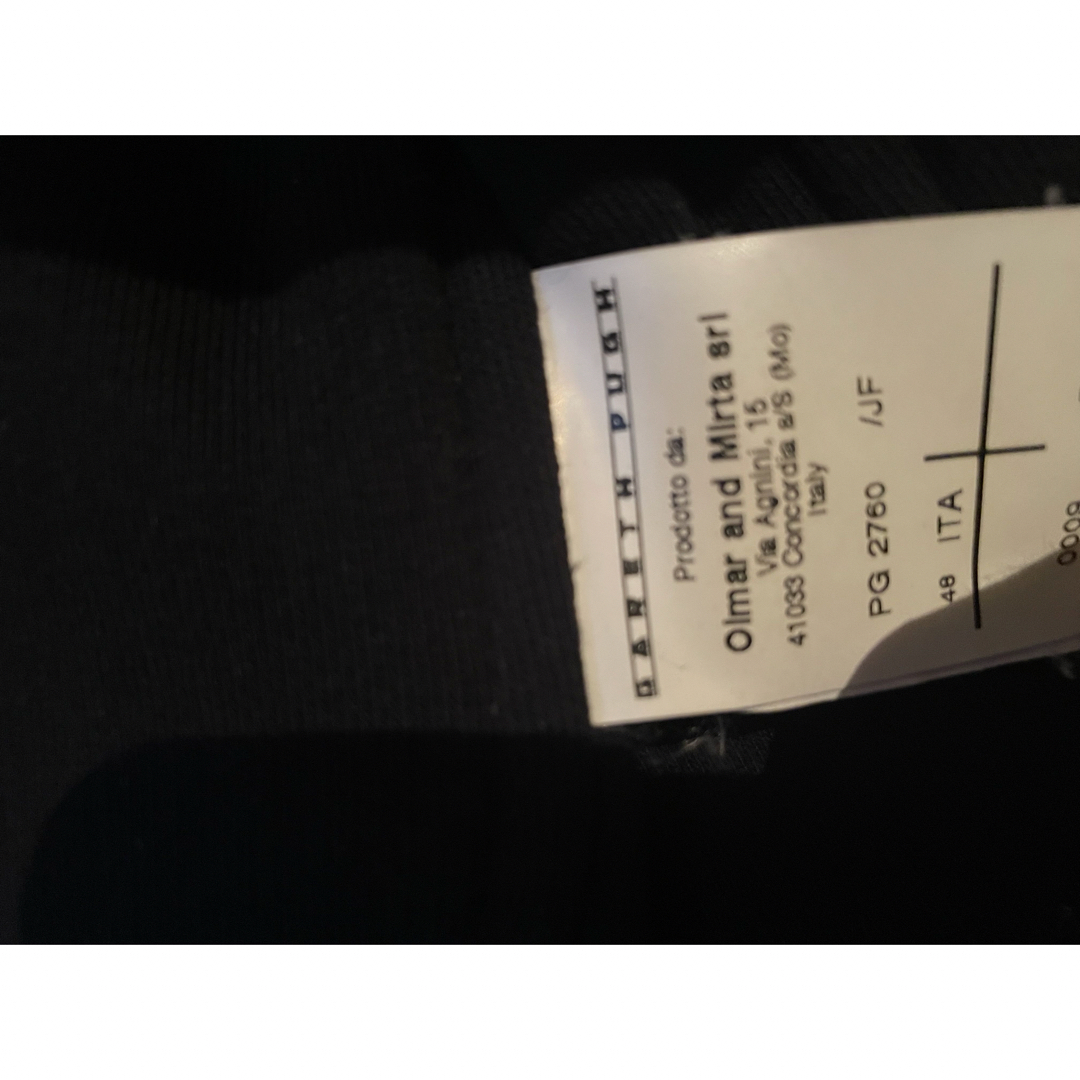 GARETH PUGH
Prodotto da:
Olmar and Mirta srl
Via Agnini, 15
41033 Concordia s/S (Mo)
Italy
PG 2760 /JF
48 ITA
0009